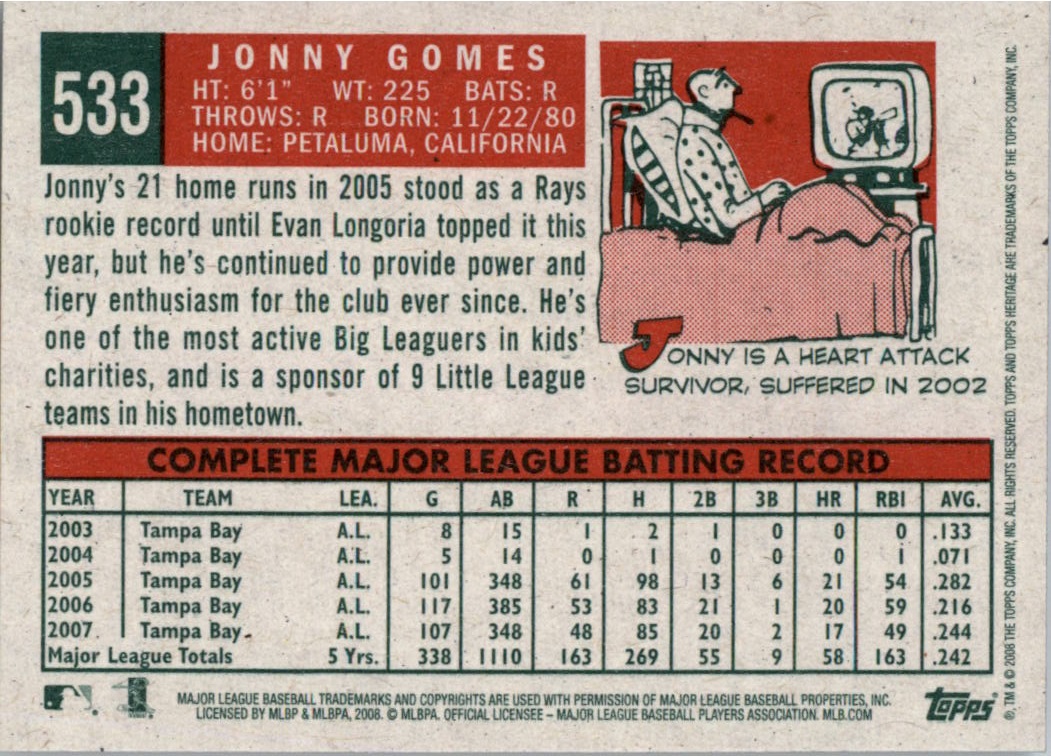 533
JONNY GOMES
HT: 6'1" WT: 225 BATS: R
THROWS: R BORN: 11/22/80
HOME: PETALUMA, CALIFORNIA
Jonny's 21 home runs in 2005 stood as a Rays
rookie record until Evan Longoria topped it this
year, but he's continued to provide power and
fiery enthusiasm for the club ever since. He's
one of the most active Big Leaguers in kids'
charities, and is a sponsor of 9 Little League
teams in his hometown.
JONNY IS A HEART ATTACK
SURVIVOR, SUFFERED IN 2002
COMPLETE MAJOR LEAGUE BATTING RECORD
YEAR TEAM LEA. G AB R H 2B 3B HR RBI AVG.
2003 Tampa Bay A.L. 8 15 1 2 1 0 0 0 .133
2004 Tampa Bay A.L. 5 14 0 1 0 0 0 1 .071
2005 Tampa Bay A.L. 101 348 61 98 13 6 21 54 .282
2006 Tampa Bay A.L. 117 385 53 83 21 1 20 59 .216
2007 Tampa Bay A.L. 107 348 48 85 20 2 17 49 .244
Major League Totals 5 Yrs. 338 1110 163 269 55 9 58 163 .242
MAJOR LEAGUE BASEBALL TRADEMARKS AND COPYRIGHTS ARE USED WITH PERMISSION OF MAJOR LEAGUE BASEBALL PROPERTIES, INC.
LICENSED BY MLBP & MLBPA, 2008. © MLBPA. OFFICIAL LICENSEE – MAJOR LEAGUE BASEBALL PLAYERS ASSOCIATION. MLB.COM
Topps
®, TM & © 2008 THE TOPPS COMPANY, INC. ALL RIGHTS RESERVED. TOPPS AND TOPPS HERITAGE ARE TRADEMARKS OF THE TOPPS COMPANY, INC.